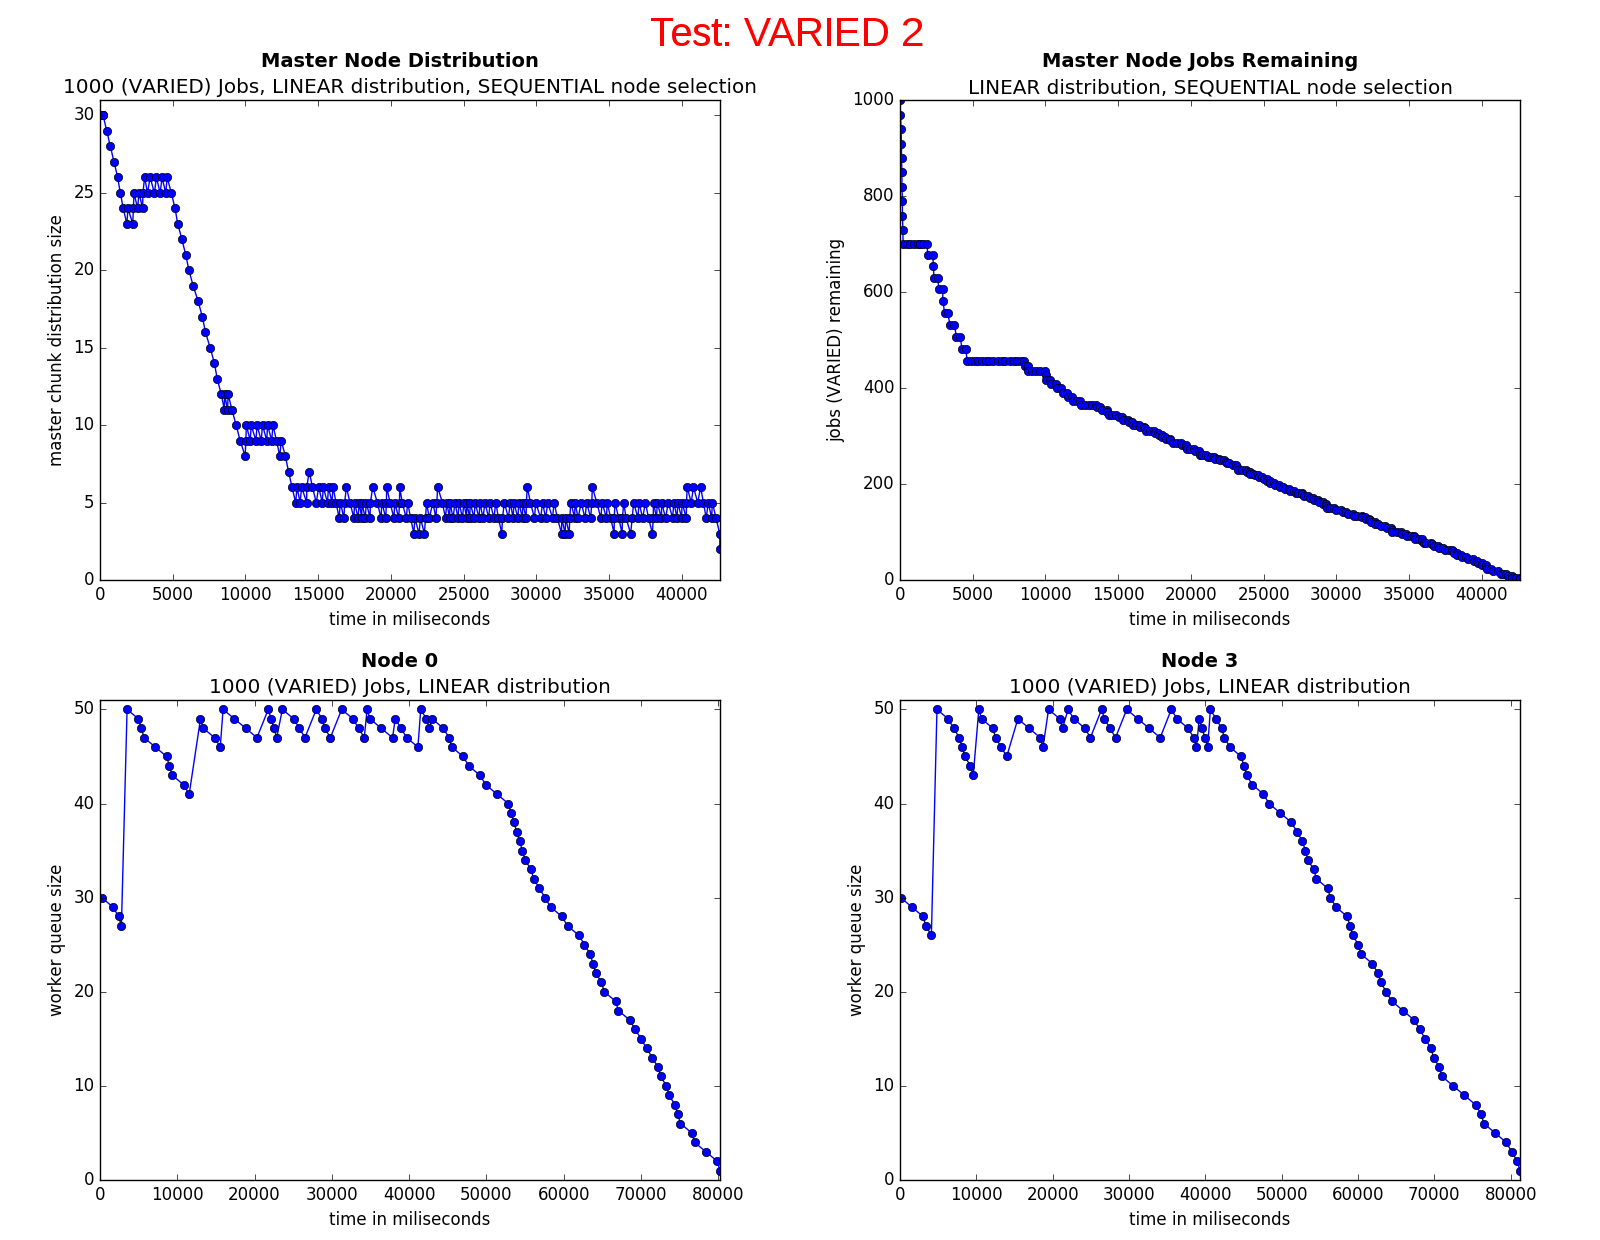 Test: VARIED 2
Master Node Distribution
1000 (VARIED) Jobs, LINEAR distribution, SEQUENTIAL node selection
master chunk distribution size
30
25
20
15
10
5
0
0 5000 10000 15000 20000 25000 30000 35000 40000
time in miliseconds
Master Node Jobs Remaining
LINEAR distribution, SEQUENTIAL node selection
jobs (VARIED) remaining
1000
800
600
400
200
0
0 5000 10000 15000 20000 25000 30000 35000 40000
time in miliseconds
Node 0
1000 (VARIED) Jobs, LINEAR distribution
worker queue size
50
40
30
20
10
0
0 10000 20000 30000 40000 50000 60000 70000 80000
time in miliseconds
Node 3
1000 (VARIED) Jobs, LINEAR distribution
worker queue size
50
40
30
20
10
0
0 10000 20000 30000 40000 50000 60000 70000 80000
time in miliseconds